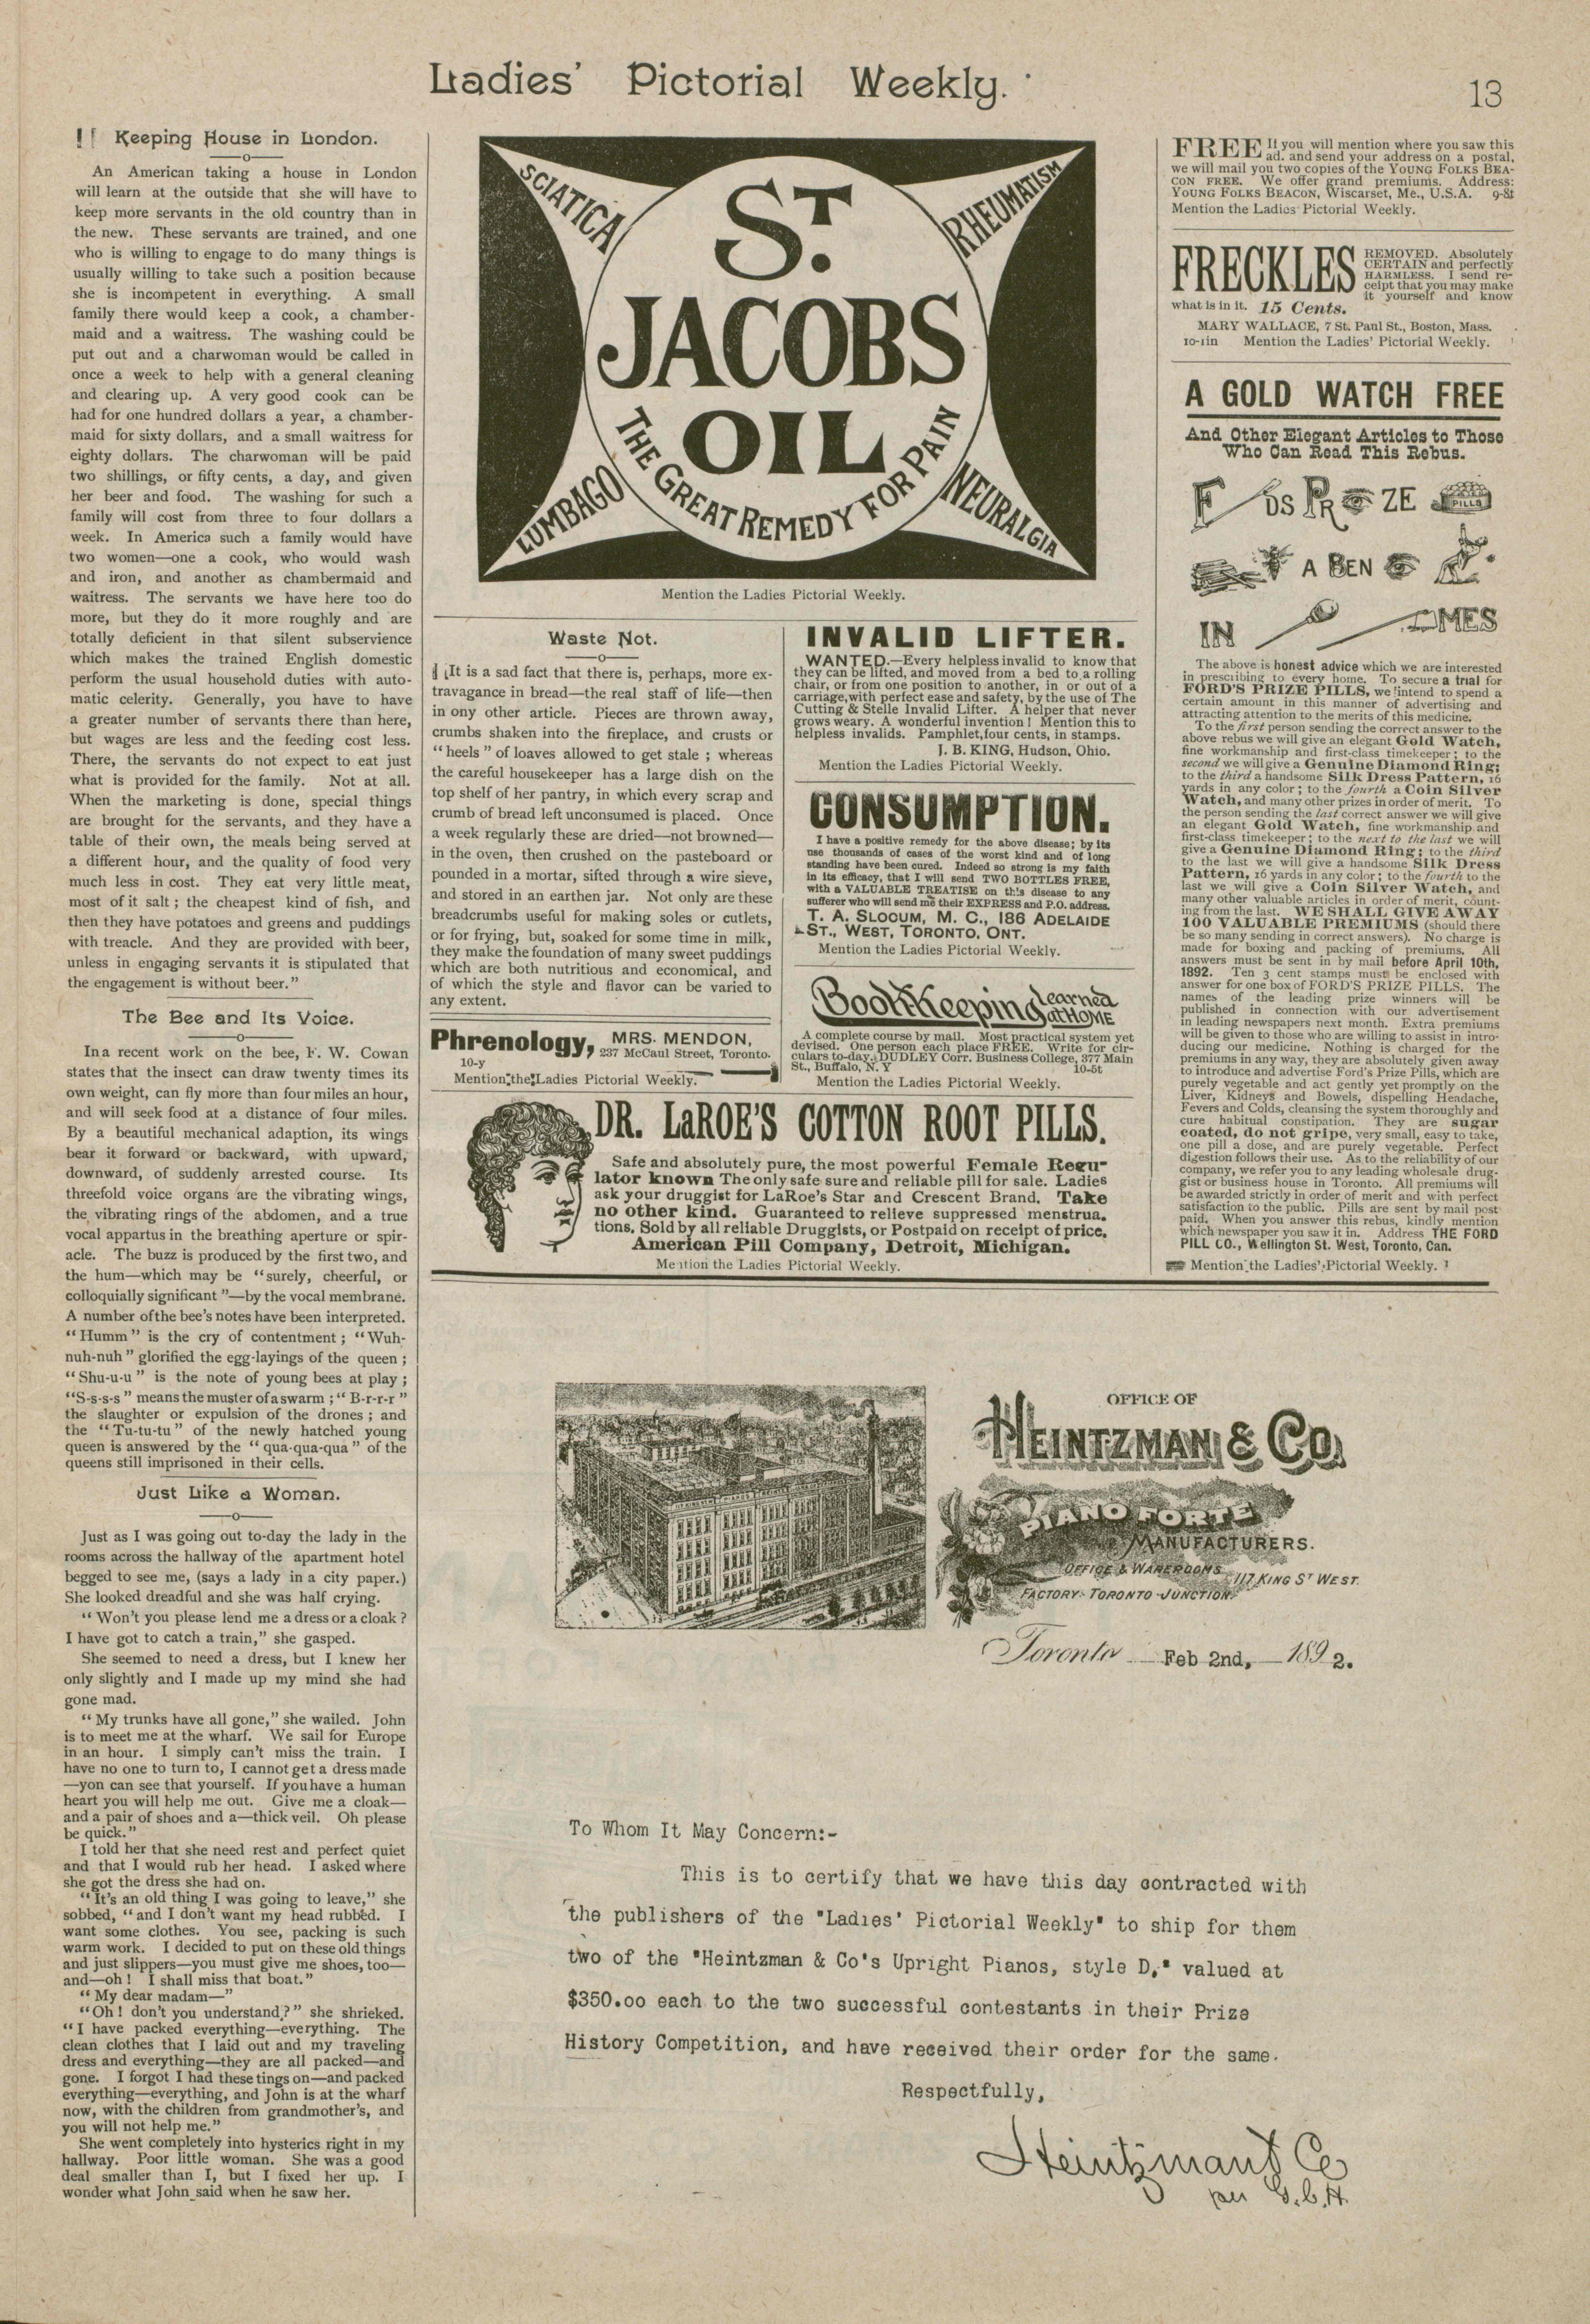 Ladies' Pictorial Weekly.
13
Keeping House in London.
An American taking a house in London
will learn at the outside that she will have to
keep more servants in the old country than in
the new. These servants are trained, and one
who is willing to engage to do many things is
usually willing to take such a position because
she is incompetent in everything. A small
family there would keep a cook, a chamber-
maid and a waitress. The washing could be
put out and a charwoman would be called in
once a week to help with a general cleaning
and clearing up. A very good cook can be
had for one hundred dollars a year, a chamber-
maid for sixty dollars, and a small waitress for
eighty dollars. The charwoman will be paid
two shillings, or fifty cents, a day, and given
her beer and food. The washing for such a
family will cost from three to four dollars a
week. In America such a family would have
two women—one a cook, who would wash
and iron, and another as chambermaid and
waitress. The servants we have here too do
more, but they do it more roughly and are
totally deficient in that silent subservience
which makes the trained English domestic
perform the usual household duties with auto-
matic celerity. Generally, you have to have
a greater number of servants there than here,
but wages are less and the feeding cost less.
There, the servants do not expect to eat just
what is provided for the family. Not at all.
When the marketing is done, special things
are brought for the servants, and they have a
table of their own, the meals being served at
a different hour, and the quality of food very
much less in cost. They eat very little meat,
most of it salt; the cheapest kind of fish, and
then they have potatoes and greens and puddings
with treacle. And they are provided with beer,
unless in engaging servants it is stipulated that
the engagement is without beer."
The Bee and Its Voice.
In a recent work on the bee, F. W. Cowan
states that the insect can draw twenty times its
own weight, can fly more than four miles an hour,
and will seek food at a distance of four miles.
By a beautiful mechanical adaption, its wings
bear it forward or backward, with upward,
downward, of suddenly arrested course. Its
threefold voice organs are the vibrating wings,
the vibrating rings of the abdomen, and a true
vocal appartus in the breathing aperture or spir-
acle. The buzz is produced by the first two, and
the hum—which may be "surely, cheerful, or
colloquially significant"—by the vocal membrane.
A number of the bee's notes have been interpreted.
"Humm" is the cry of contentment; "Wuh-
nuh-nuh" glorified the egg-layings of the queen;
"Shu-u-u" is the note of young bees at play;
"S-s-s-s" means the muster of a swarm; "B-r-r-r"
the slaughter or expulsion of the drones; and
the "Tu-tu-tu" of the newly hatched young
queen is answered by the "qua-qua-qua" of the
queens still imprisoned in their cells.
Just Like a Woman.
Just as I was going out to-day the lady in the
rooms across the hallway of the apartment hotel
begged to see me, (says a lady in a city paper.)
She looked dreadful and she was half crying.
"Won't you please lend me a dress or a cloak?
I have got to catch a train," she gasped.
She seemed to need a dress, but I knew her
only slightly and I made up my mind she had
gone mad.
"My trunks have all gone," she wailed. John
is to meet me at the wharf. We sail for Europe
in an hour. I simply can't miss the train. I
have no one to turn to, I cannot get a dress made
—yon can see that yourself. If you have a human
heart you will help me out. Give me a cloak—
and a pair of shoes and a—thick veil. Oh please
be quick."
I told her that she need rest and perfect quiet
and that I would rub her head. I asked where
she got the dress she had on.
"It's an old thing I was going to leave," she
sobbed, "and I don't want my head rubbed. I
want some clothes. You see, packing is such
warm work. I decided to put on these old things
and just slippers—you must give me shoes, too—
and—oh! I shall miss that boat."
"My dear madam—"
"Oh! don't you understand?" she shrieked.
"I have packed everything—everything. The
clean clothes that I laid out and my traveling
dress and everything—they are all packed—and
gone. I forgot I had these tings on—and packed
everything—everything, and John is at the wharf
now, with the children from grandmother's, and
you will not help me."
She went completely into hysterics right in my
hallway. Poor little woman. She was a good
deal smaller than I, but I fixed her up. I
wonder what John said when he saw her.
SCIATICA
RHEUMATISM
ST.
JACOBS
OIL
THE GREAT REMEDY FOR PAIN
LUMBAGO
NEURALGIA
Mention the Ladies Pictorial Weekly.
Waste Not.
It is a sad fact that there is, perhaps, more ex-
travagance in bread—the real staff of life—then
in ony other article. Pieces are thrown away,
crumbs shaken into the fireplace, and crusts or
"heels" of loaves allowed to get stale; whereas
the careful housekeeper has a large dish on the
top shelf of her pantry, in which every scrap and
crumb of bread left unconsumed is placed. Once
a week regularly these are dried—not browned—
in the oven, then crushed on the pasteboard or
pounded in a mortar, sifted through a wire sieve,
and stored in an earthen jar. Not only are these
breadcrumbs useful for making soles or cutlets,
or for frying, but, soaked for some time in milk,
they make the foundation of many sweet puddings
which are both nutritious and economical, and
of which the style and flavor can be varied to
any extent.
Phrenology, MRS. MENDON,
237 McCaul Street, Toronto.
10-y
Mention the Ladies Pictorial Weekly.
INVALID LIFTER.
WANTED.—Every helpless invalid to know that
they can be lifted, and moved from a bed to a rolling
chair, or from one position to another, in or out of a
carriage, with perfect ease and safety, by the use of The
Cutting & Stelle Invalid Lifter. A helper that never
grows weary. A wonderful invention! Mention this to
helpless invalids. Pamphlet, four cents, in stamps.
J. B. KING, Hudson, Ohio.
Mention the Ladies Pictorial Weekly.
CONSUMPTION.
I have a positive remedy for the above disease; by its
use thousands of cases of the worst kind and of long
standing have been cured. Indeed so strong is my faith
in its efficacy, that I will send TWO BOTTLES FREE,
with a VALUABLE TREATISE on this disease to any
sufferer who will send me their EXPRESS and P.O. address.
T. A. SLOCUM, M. C., 186 ADELAIDE
ST., WEST, TORONTO, ONT.
Mention the Ladies Pictorial Weekly.
BookKeeping Learned at HOME
A complete course by mail. Most practical system yet
devised. One person each place FREE. Write for cir-
culars to-day. DUDLEY Corr. Business College, 377 Main
St., Buffalo, N. Y 10-5t
Mention the Ladies Pictorial Weekly.
DR. LaROE'S COTTON ROOT PILLS.
Safe and absolutely pure, the most powerful Female Regu-
lator known The only safe sure and reliable pill for sale. Ladies
ask your druggist for LaRoe's Star and Crescent Brand. Take
no other kind. Guaranteed to relieve suppressed menstrua.
tions. Sold by all reliable Druggists, or Postpaid on receipt of price.
American Pill Company, Detroit, Michigan.
Mention the Ladies Pictorial Weekly.
FREE If you will mention where you saw this
ad. and send your address on a postal,
we will mail you two copies of the YOUNG FOLKS BEA-
CON FREE. We offer grand premiums. Address:
YOUNG FOLKS BEACON, Wiscarset, Me., U.S.A. 9-8t
Mention the Ladies Pictorial Weekly.
FRECKLES REMOVED. Absolutely
CERTAIN and perfectly
HARMLESS. I send re-
ceipt that you may make
it yourself and know
what is in it. 15 Cents.
MARY WALLACE, 7 St. Paul St., Boston, Mass.
10-1in Mention the Ladies' Pictorial Weekly.
A GOLD WATCH FREE
And Other Elegant Articles to Those
Who Can Read This Rebus.
F DS PR ZE PILLS
A BEN
IN MES
The above is honest advice which we are interested
in prescribing to every home. To secure a trial for
FORD'S PRIZE PILLS, we intend to spend a
certain amount in this manner of advertising and
attracting attention to the merits of this medicine.
To the first person sending the correct answer to the
above rebus we will give an elegant Gold Watch,
fine workmanship and first-class timekeeper; to the
second we will give a Genuine Diamond Ring;
to the third a handsome Silk Dress Pattern, 16
yards in any color; to the fourth a Coin Silver
Watch, and many other prizes in order of merit. To
the person sending the last correct answer we will give
an elegant Gold Watch, fine workmanship and
first-class timekeeper; to the next to the last we will
give a Genuine Diamond Ring; to the third
to the last we will give a handsome Silk Dress
Pattern, 16 yards in any color; to the fourth to the
last we will give a Coin Silver Watch, and
many other valuable articles in order of merit, count-
ing from the last. WE SHALL GIVE AWAY
100 VALUABLE PREMIUMS (should there
be so many sending in correct answers). No charge is
made for boxing and packing of premiums. All
answers must be sent in by mail before April 10th,
1892. Ten 3 cent stamps must be enclosed with
answer for one box of FORD'S PRIZE PILLS. The
names of the leading prize winners will be
published in connection with our advertisement
in leading newspapers next month. Extra premiums
will be given to those who are willing to assist in intro-
ducing our medicine. Nothing is charged for the
premiums in any way, they are absolutely given away
to introduce and advertise Ford's Prize Pills, which are
purely vegetable and act gently yet promptly on the
Liver, Kidneys and Bowels, dispelling Headache,
Fevers and Colds, cleansing the system thoroughly and
cure habitual constipation. They are sugar
coated, do not gripe, very small, easy to take,
one pill a dose, and are purely vegetable. Perfect
digestion follows their use. As to the reliability of our
company, we refer you to any leading wholesale drug-
gist or business house in Toronto. All premiums will
be awarded strictly in order of merit and with perfect
satisfaction to the public. Pills are sent by mail post
paid. When you answer this rebus, kindly mention
which newspaper you saw it in. Address THE FORD
PILL CO., Wellington St. West, Toronto, Can.
Mention the Ladies' Pictorial Weekly.
OFFICE OF
HEINTZMAN & CO.
PIANO FORTE
MANUFACTURERS.
OFFICE & WAREROOMS 117 KING ST WEST.
FACTORY: TORONTO JUNCTION.
Toronto Feb 2nd, 1892.
To Whom It May Concern:-
This is to certify that we have this day contracted with
the publishers of the "Ladies' Pictorial Weekly" to ship for them
two of the "Heintzman & Co's Upright Pianos, style D," valued at
$350.00 each to the two successful contestants in their Prize
History Competition, and have received their order for the same.
Respectfully,
Heintzman & Co
per G.C.H.